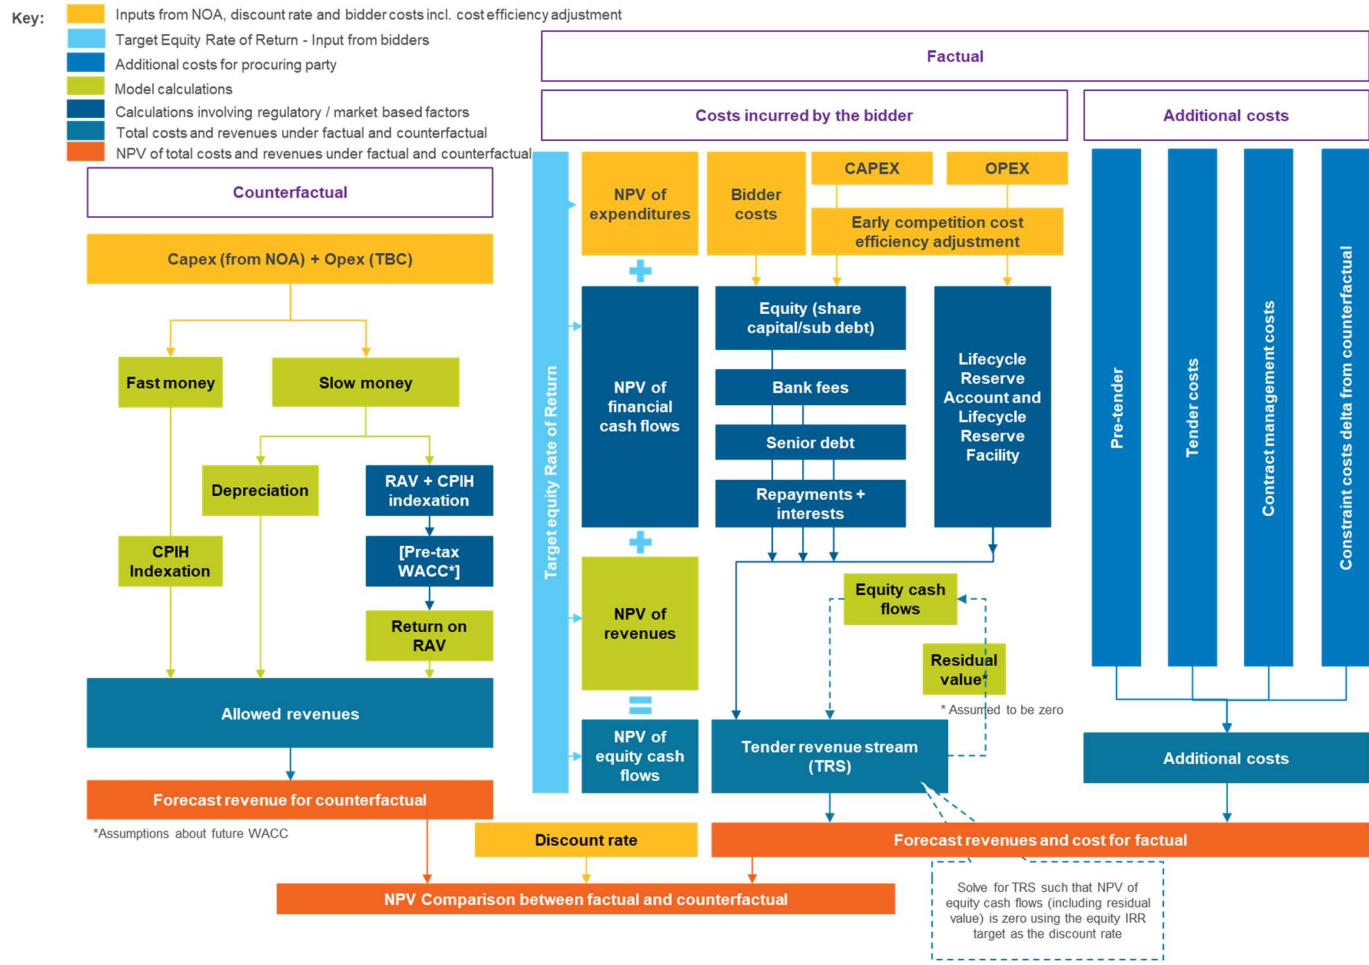 Key:
Inputs from NOA, discount rate and bidder costs incl. cost efficiency adjustment
Target Equity Rate of Return - Input from bidders
Additional costs for procuring party
Model calculations
Calculations involving regulatory / market based factors
Total costs and revenues under factual and counterfactual
NPV of total costs and revenues under factual and counterfactual
Counterfactual
Capex (from NOA) + Opex (TBC)
Fast money
Slow money
Depreciation
RAV + CPIH
indexation
CPIH
Indexation
[Pre-tax
WACC*]
Return on
RAV
Allowed revenues
Forecast revenue for counterfactual
*Assumptions about future WACC
Factual
Costs incurred by the bidder
Additional costs
Target equity Rate of Return
NPV of
expenditures
NPV of
financial
cash flows
NPV of
revenues
NPV of
equity cash
flows
Bidder
costs
CAPEX
OPEX
Early competition cost
efficiency adjustment
Equity (share
capital/sub debt)
Bank fees
Senior debt
Repayments +
interests
Lifecycle
Reserve
Account and
Lifecycle
Reserve
Facility
Equity cash
flows
Residual
value*
* Assumed to be zero
Tender revenue stream
(TRS)
Pre-tender
Tender costs
Contract management costs
Constraint costs delta from counterfactual
Additional costs
Discount rate
Forecast revenues and cost for factual
NPV Comparison between factual and counterfactual
Solve for TRS such that NPV of
equity cash flows (including residual
value) is zero using the equity IRR
target as the discount rate